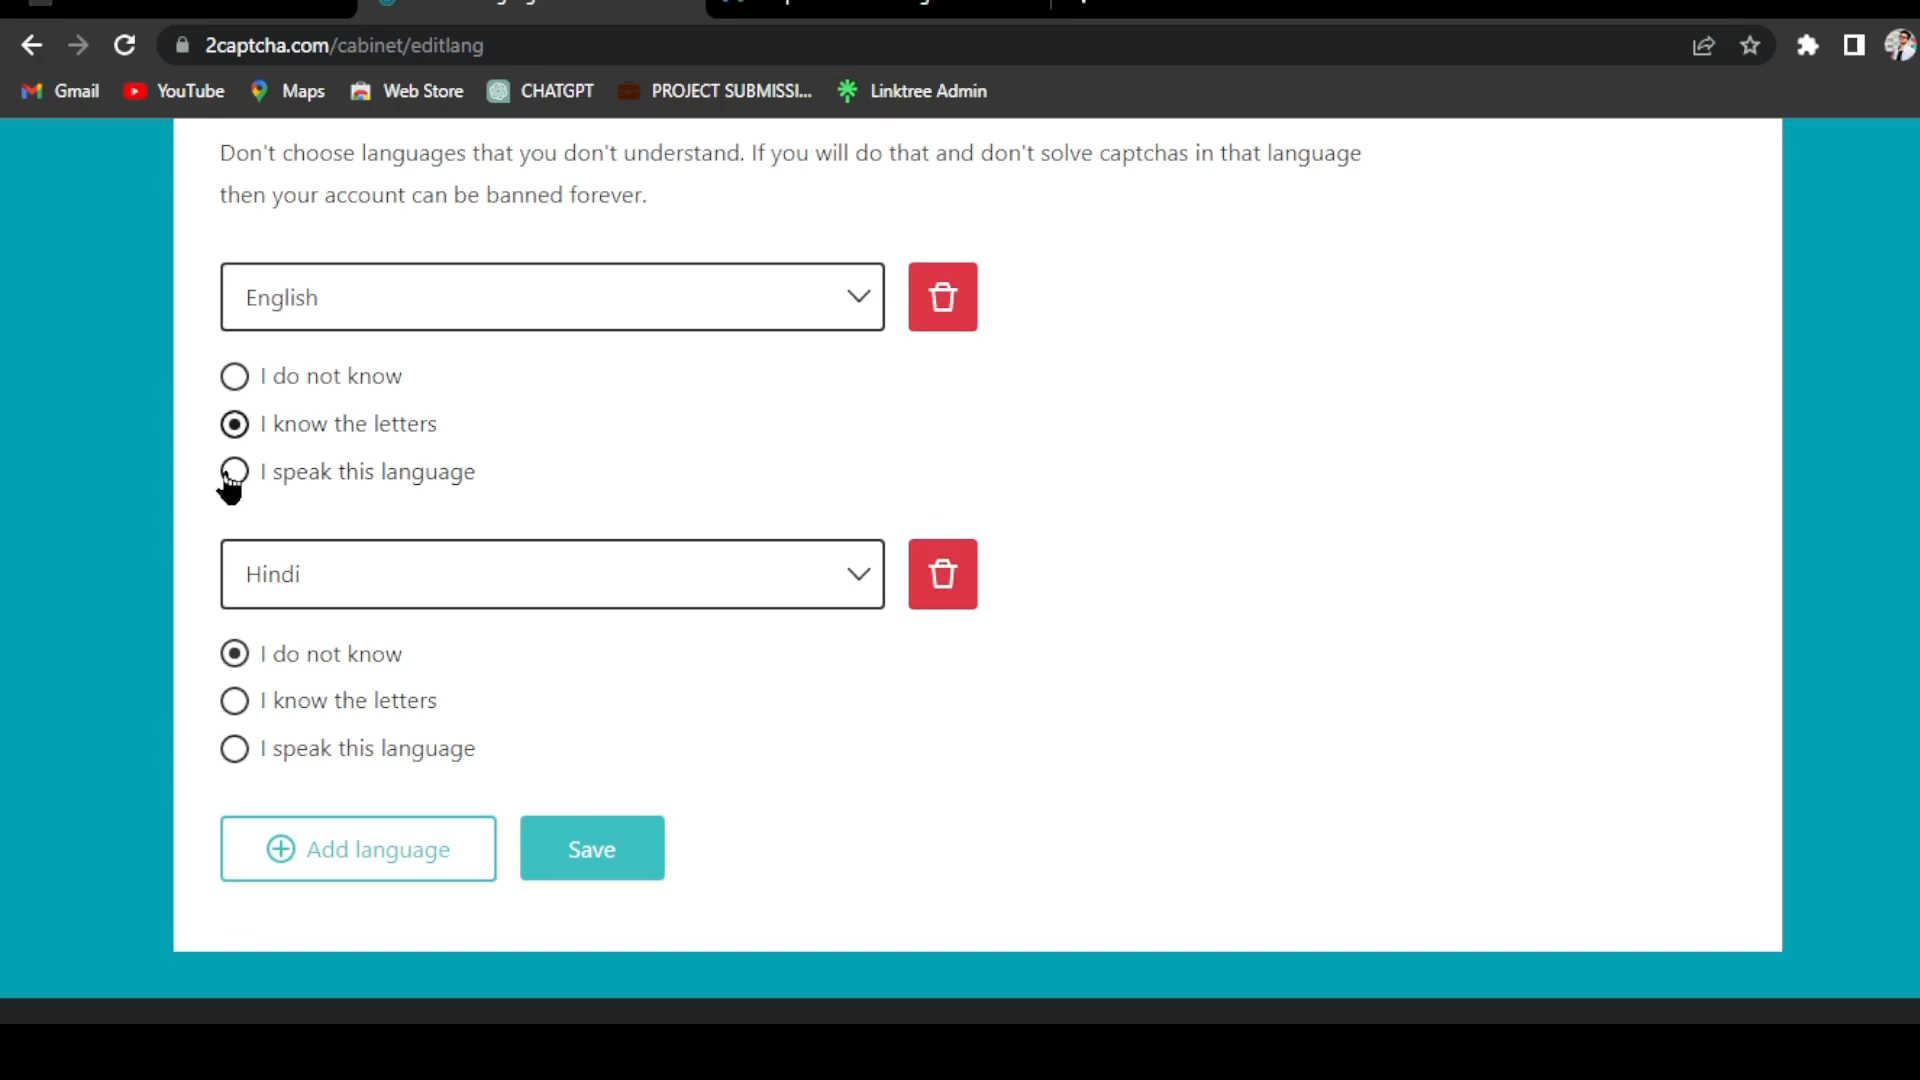 2captcha.com/cabinet/editlang
Gmail YouTube Maps Web Store CHATGPT PROJECT SUBMISSI... Linktree Admin
Don't choose languages that you don't understand. If you will do that and don't solve captchas in that language
then your account can be banned forever.
English
I do not know
I know the letters
I speak this language
Hindi
I do not know
I know the letters
I speak this language
Add language Save